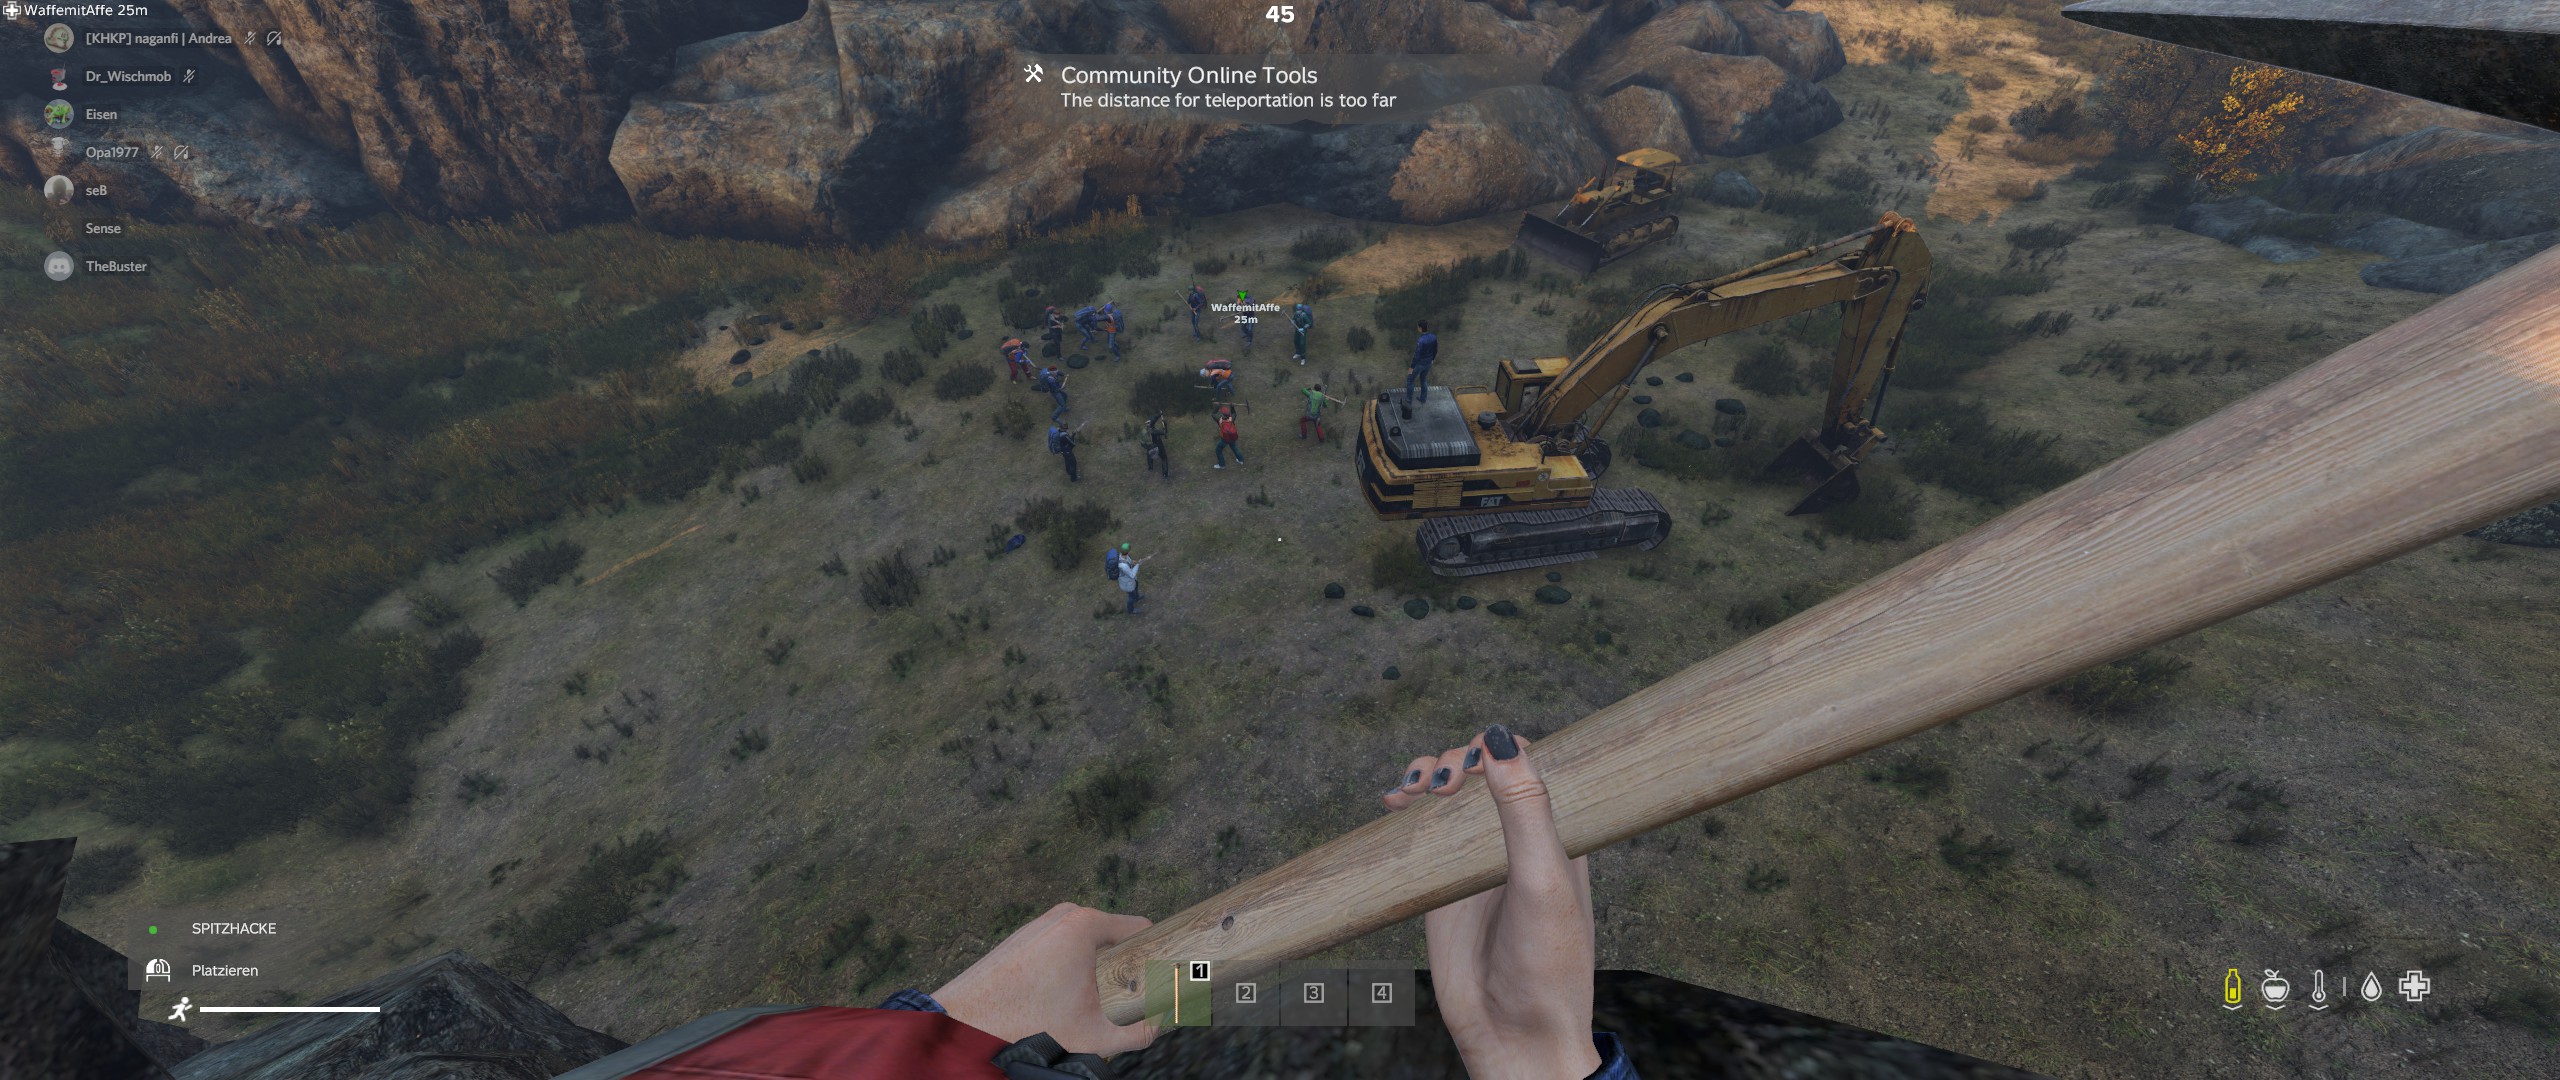 WaffemitAffe 25m
45
[KHKP] naganfi | Andrea
Dr_Wischmob
Eisen
Opa1977
seB
Sense
TheBuster
Community Online Tools
The distance for teleportation is too far
WaffemitAffe
25m
SPITZHACKE
Platzieren
1
2
3
4